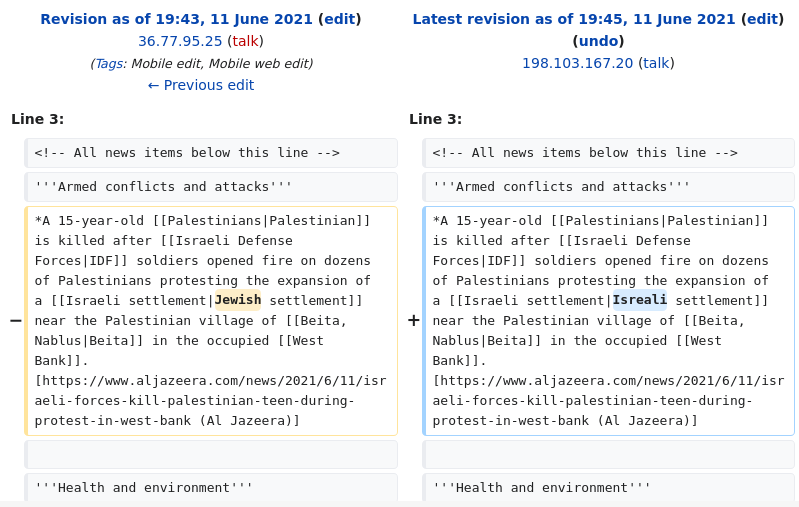 Revision as of 19:43, 11 June 2021 (edit)
36.77.95.25 (talk)
(Tags: Mobile edit, Mobile web edit)
← Previous edit
Latest revision as of 19:45, 11 June 2021 (edit)
(undo)
198.103.167.20 (talk)
Line 3:
Line 3:
<!-- All news items below this line -->
<!-- All news items below this line -->
'''Armed conflicts and attacks'''
'''Armed conflicts and attacks'''
−
*A 15-year-old [[Palestinians|Palestinian]]
is killed after [[Israeli Defense
Forces|IDF]] soldiers opened fire on dozens
of Palestinians protesting the expansion of
a [[Israeli settlement|Jewish settlement]]
near the Palestinian village of [[Beita,
Nablus|Beita]] in the occupied [[West
Bank]].
[https://www.aljazeera.com/news/2021/6/11/isr
aeli-forces-kill-palestinian-teen-during-
protest-in-west-bank (Al Jazeera)]
+
*A 15-year-old [[Palestinians|Palestinian]]
is killed after [[Israeli Defense
Forces|IDF]] soldiers opened fire on dozens
of Palestinians protesting the expansion of
a [[Israeli settlement|Isreali settlement]]
near the Palestinian village of [[Beita,
Nablus|Beita]] in the occupied [[West
Bank]].
[https://www.aljazeera.com/news/2021/6/11/isr
aeli-forces-kill-palestinian-teen-during-
protest-in-west-bank (Al Jazeera)]
'''Health and environment'''
'''Health and environment'''